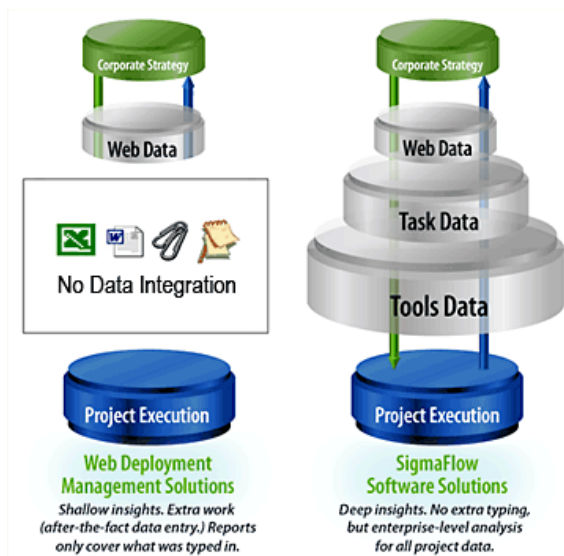 Corporate Strategy
Web Data
No Data Integration
Project Execution
Web Deployment
Management Solutions
Shallow insights. Extra work
(after-the-fact data entry.) Reports
only cover what was typed in.
Corporate Strategy
Web Data
Task Data
Tools Data
Project Execution
SigmaFlow
Software Solutions
Deep insights. No extra typing,
but enterprise-level analysis
for all project data.